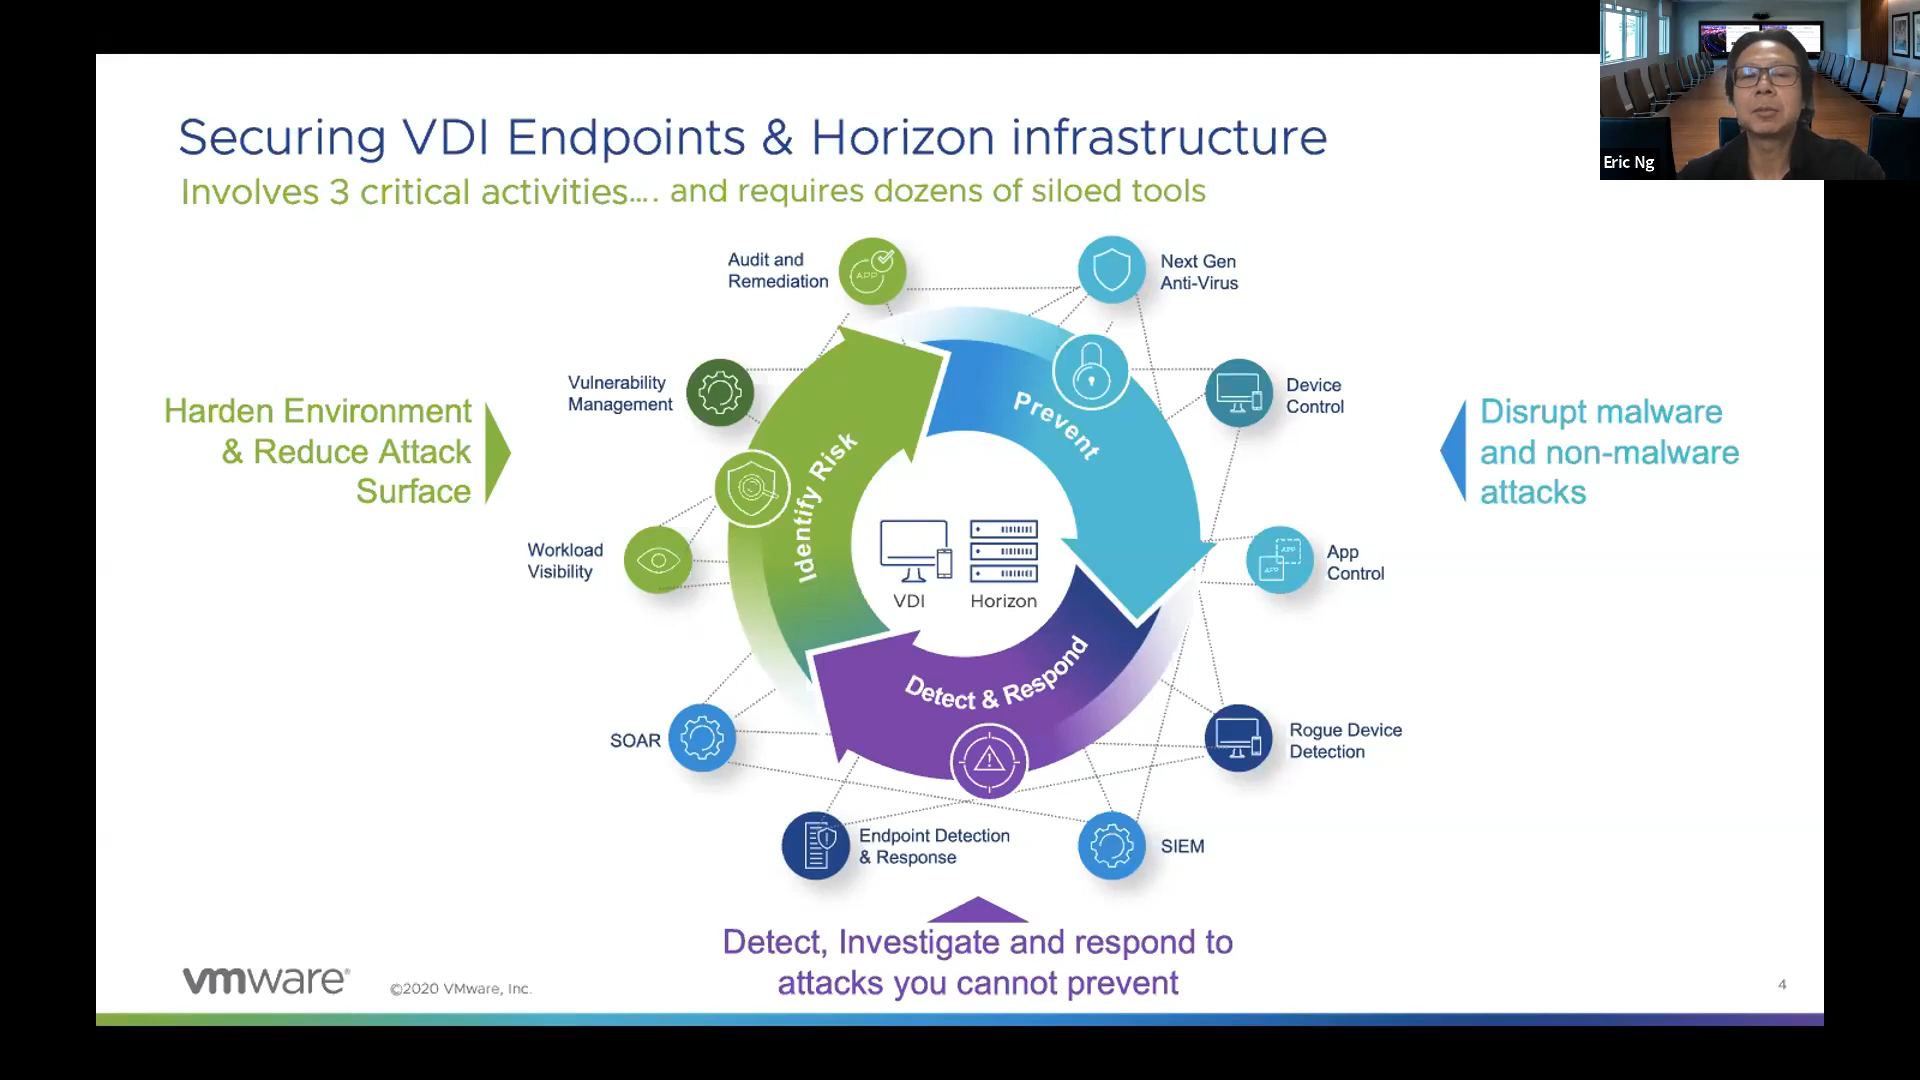 Eric Ng
Securing VDI Endpoints & Horizon infrastructure
Involves 3 critical activities.... and requires dozens of siloed tools
Audit and
Remediation
APP
Next Gen
Anti-Virus
Vulnerability
Management
Device
Control
Harden Environment
& Reduce Attack
Surface
Disrupt malware
and non-malware
attacks
Identify Risk
Prevent
Detect & Respond
VDI
Horizon
Workload
Visibility
APP
APP
App
Control
SOAR
Rogue Device
Detection
Endpoint Detection
& Response
SIEM
Detect, Investigate and respond to
attacks you cannot prevent
vmware®
©2020 VMware, Inc.
4